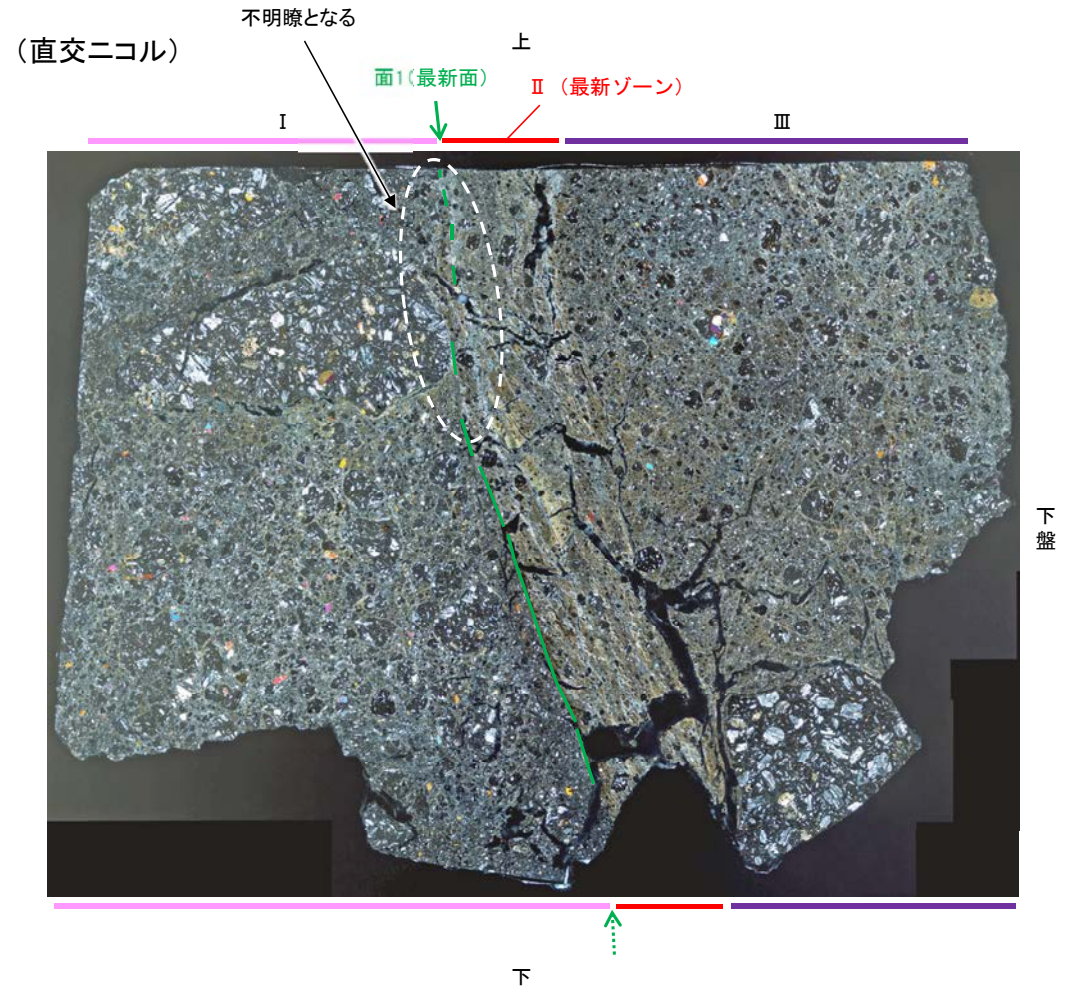 不明瞭となる
（直交ニコル）
上
面1（最新面）
Ⅱ （最新ゾーン）
Ⅰ
Ⅲ
下盤
下